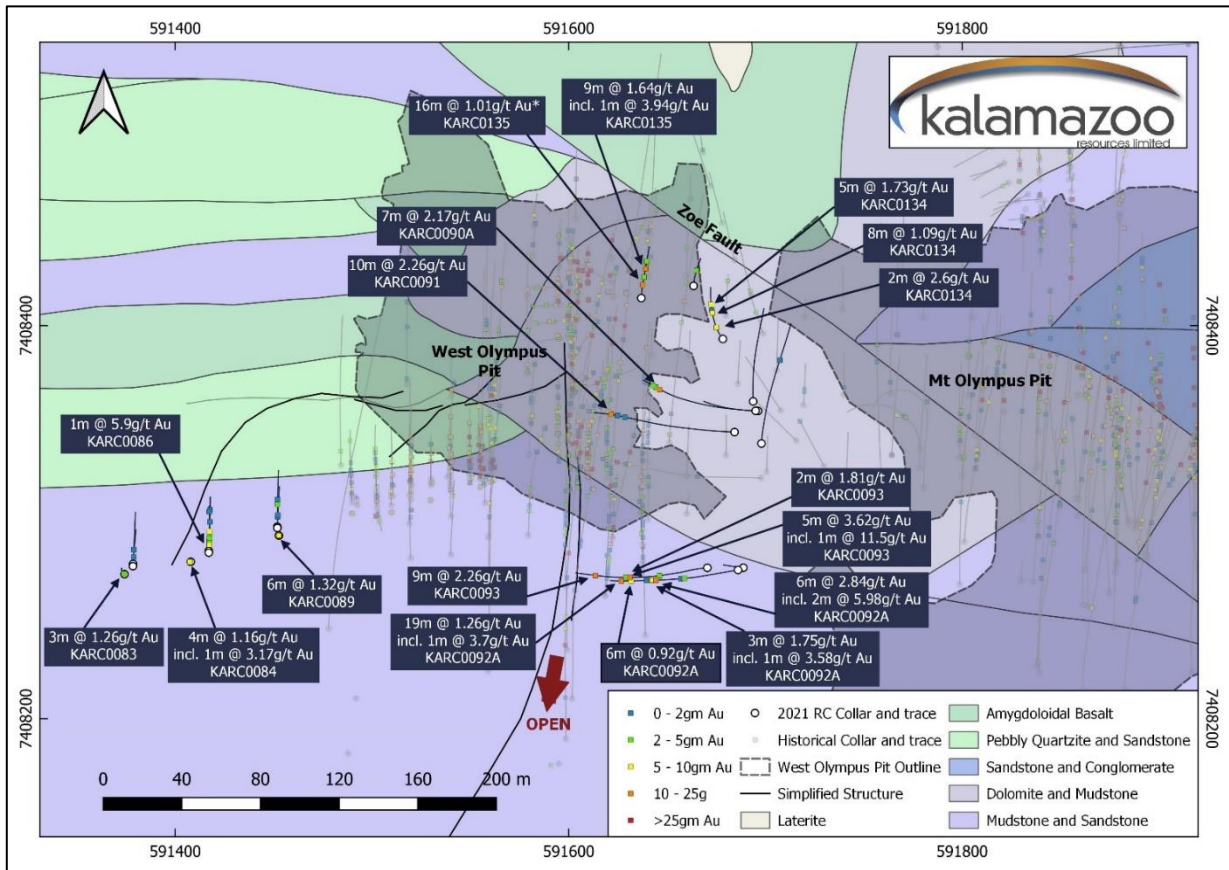 591400
591600
591800
kalamazoo
resources limited
16m @ 1.01g/t Au*
KARC0135
9m @ 1.64g/t Au
incl. 1m @ 3.94g/t Au
KARC0135
5m @ 1.73g/t Au
KARC0134
7m @ 2.17g/t Au
KARC0090A
Zoe Fault
8m @ 1.09g/t Au
KARC0134
10m @ 2.26g/t Au
KARC0091
2m @ 2.6g/t Au
KARC0134
7408400
7408400
West Olympus
Pit
Mt Olympus Pit
1m @ 5.9g/t Au
KARC0086
2m @ 1.81g/t Au
KARC0093
5m @ 3.62g/t Au
incl. 1m @ 11.5g/t Au
KARC0093
9m @ 2.26g/t Au
KARC0093
6m @ 1.32g/t Au
KARC0089
6m @ 2.84g/t Au
incl. 2m @ 5.98g/t Au
KARC0092A
3m @ 1.26g/t Au
KARC0083
4m @ 1.16g/t Au
incl. 1m @ 3.17g/t Au
KARC0084
19m @ 1.26g/t Au
incl. 1m @ 3.7g/t Au
KARC0092A
6m @ 0.92g/t Au
KARC0092A
3m @ 1.75g/t Au
incl. 1m @ 3.58g/t Au
KARC0092A
OPEN
7408200
7408200
0 - 2gm Au
2 - 5gm Au
5 - 10gm Au
10 - 25g
>25gm Au
2021 RC Collar and trace
Historical Collar and trace
West Olympus Pit Outline
Simplified Structure
Laterite
Amygdoloidal Basalt
Pebbly Quartzite and Sandstone
Sandstone and Conglomerate
Dolomite and Mudstone
Mudstone and Sandstone
0 40 80 120 160 200 m
591400
591600
591800